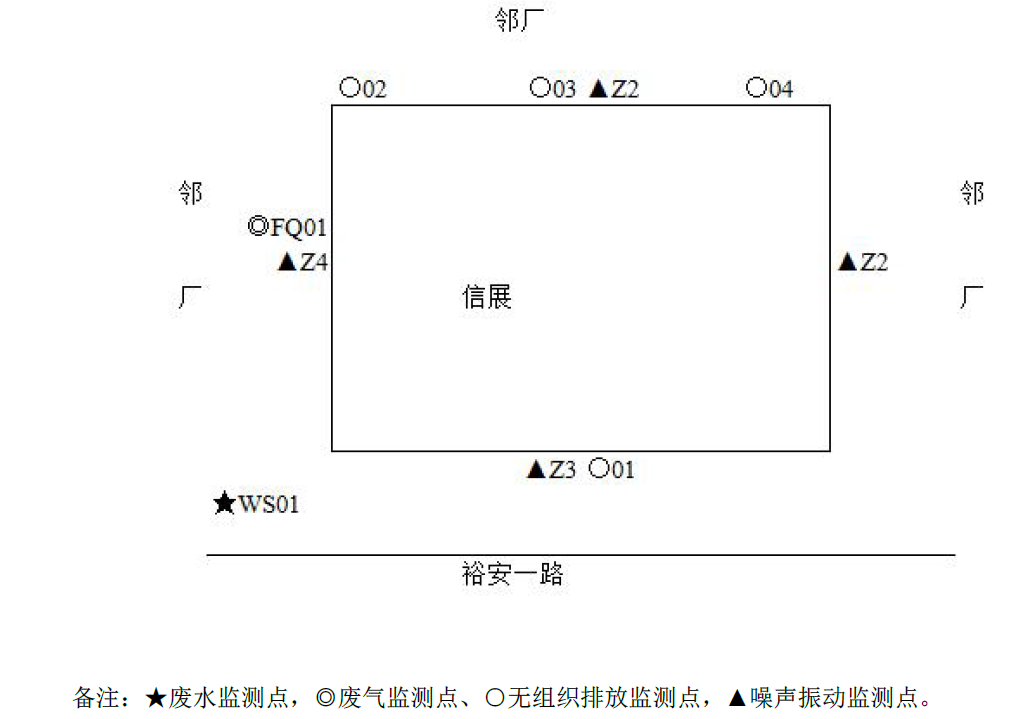 邻厂
○02 ○03 ▲Z2 ○04
邻 邻
◎FQ01
▲Z4 ▲Z2
厂 信展 厂
▲Z3 ○01
★WS01
裕安一路
备注：★废水监测点，◎废气监测点、○无组织排放监测点，▲噪声振动监测点。